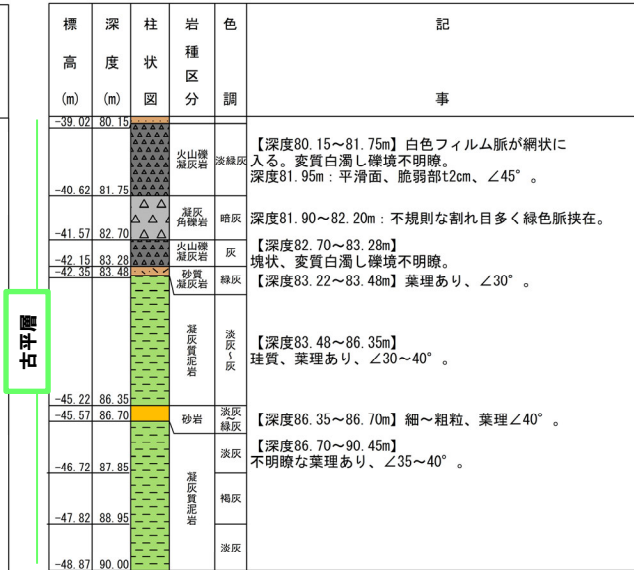 標高(m) 深度(m) 柱状図 岩種区分 色調 記事
-39.02 80.15
火山礫凝灰岩 淡緑灰
【深度80.15～81.75m】白色フィルム脈が網状に
入る。変質白濁し礫境不明瞭。
深度81.95m：平滑面、脆弱部t2cm、∠45°。
-40.62 81.75
凝灰角礫岩 暗灰 深度81.90～82.20m：不規則な割れ目多く緑色脈挟在。
-41.57 82.70
火山礫凝灰岩 灰
【深度82.70～83.28m】
塊状、変質白濁し礫境不明瞭。
-42.15 83.28
-42.35 83.48
砂質凝灰岩 緑灰 【深度83.22～83.48m】葉理あり、∠30°。
古平層
凝灰質泥岩 淡灰～灰
【深度83.48～86.35m】
珪質、葉理あり、∠30～40°。
-45.22 86.35
-45.57 86.70
砂岩 淡灰～緑灰 【深度86.35～86.70m】細～粗粒、葉理∠40°。
凝灰質泥岩 淡灰
【深度86.70～90.45m】
不明瞭な葉理あり、∠35～40°。
-46.72 87.85
褐灰
-47.82 88.95
淡灰
-48.87 90.00